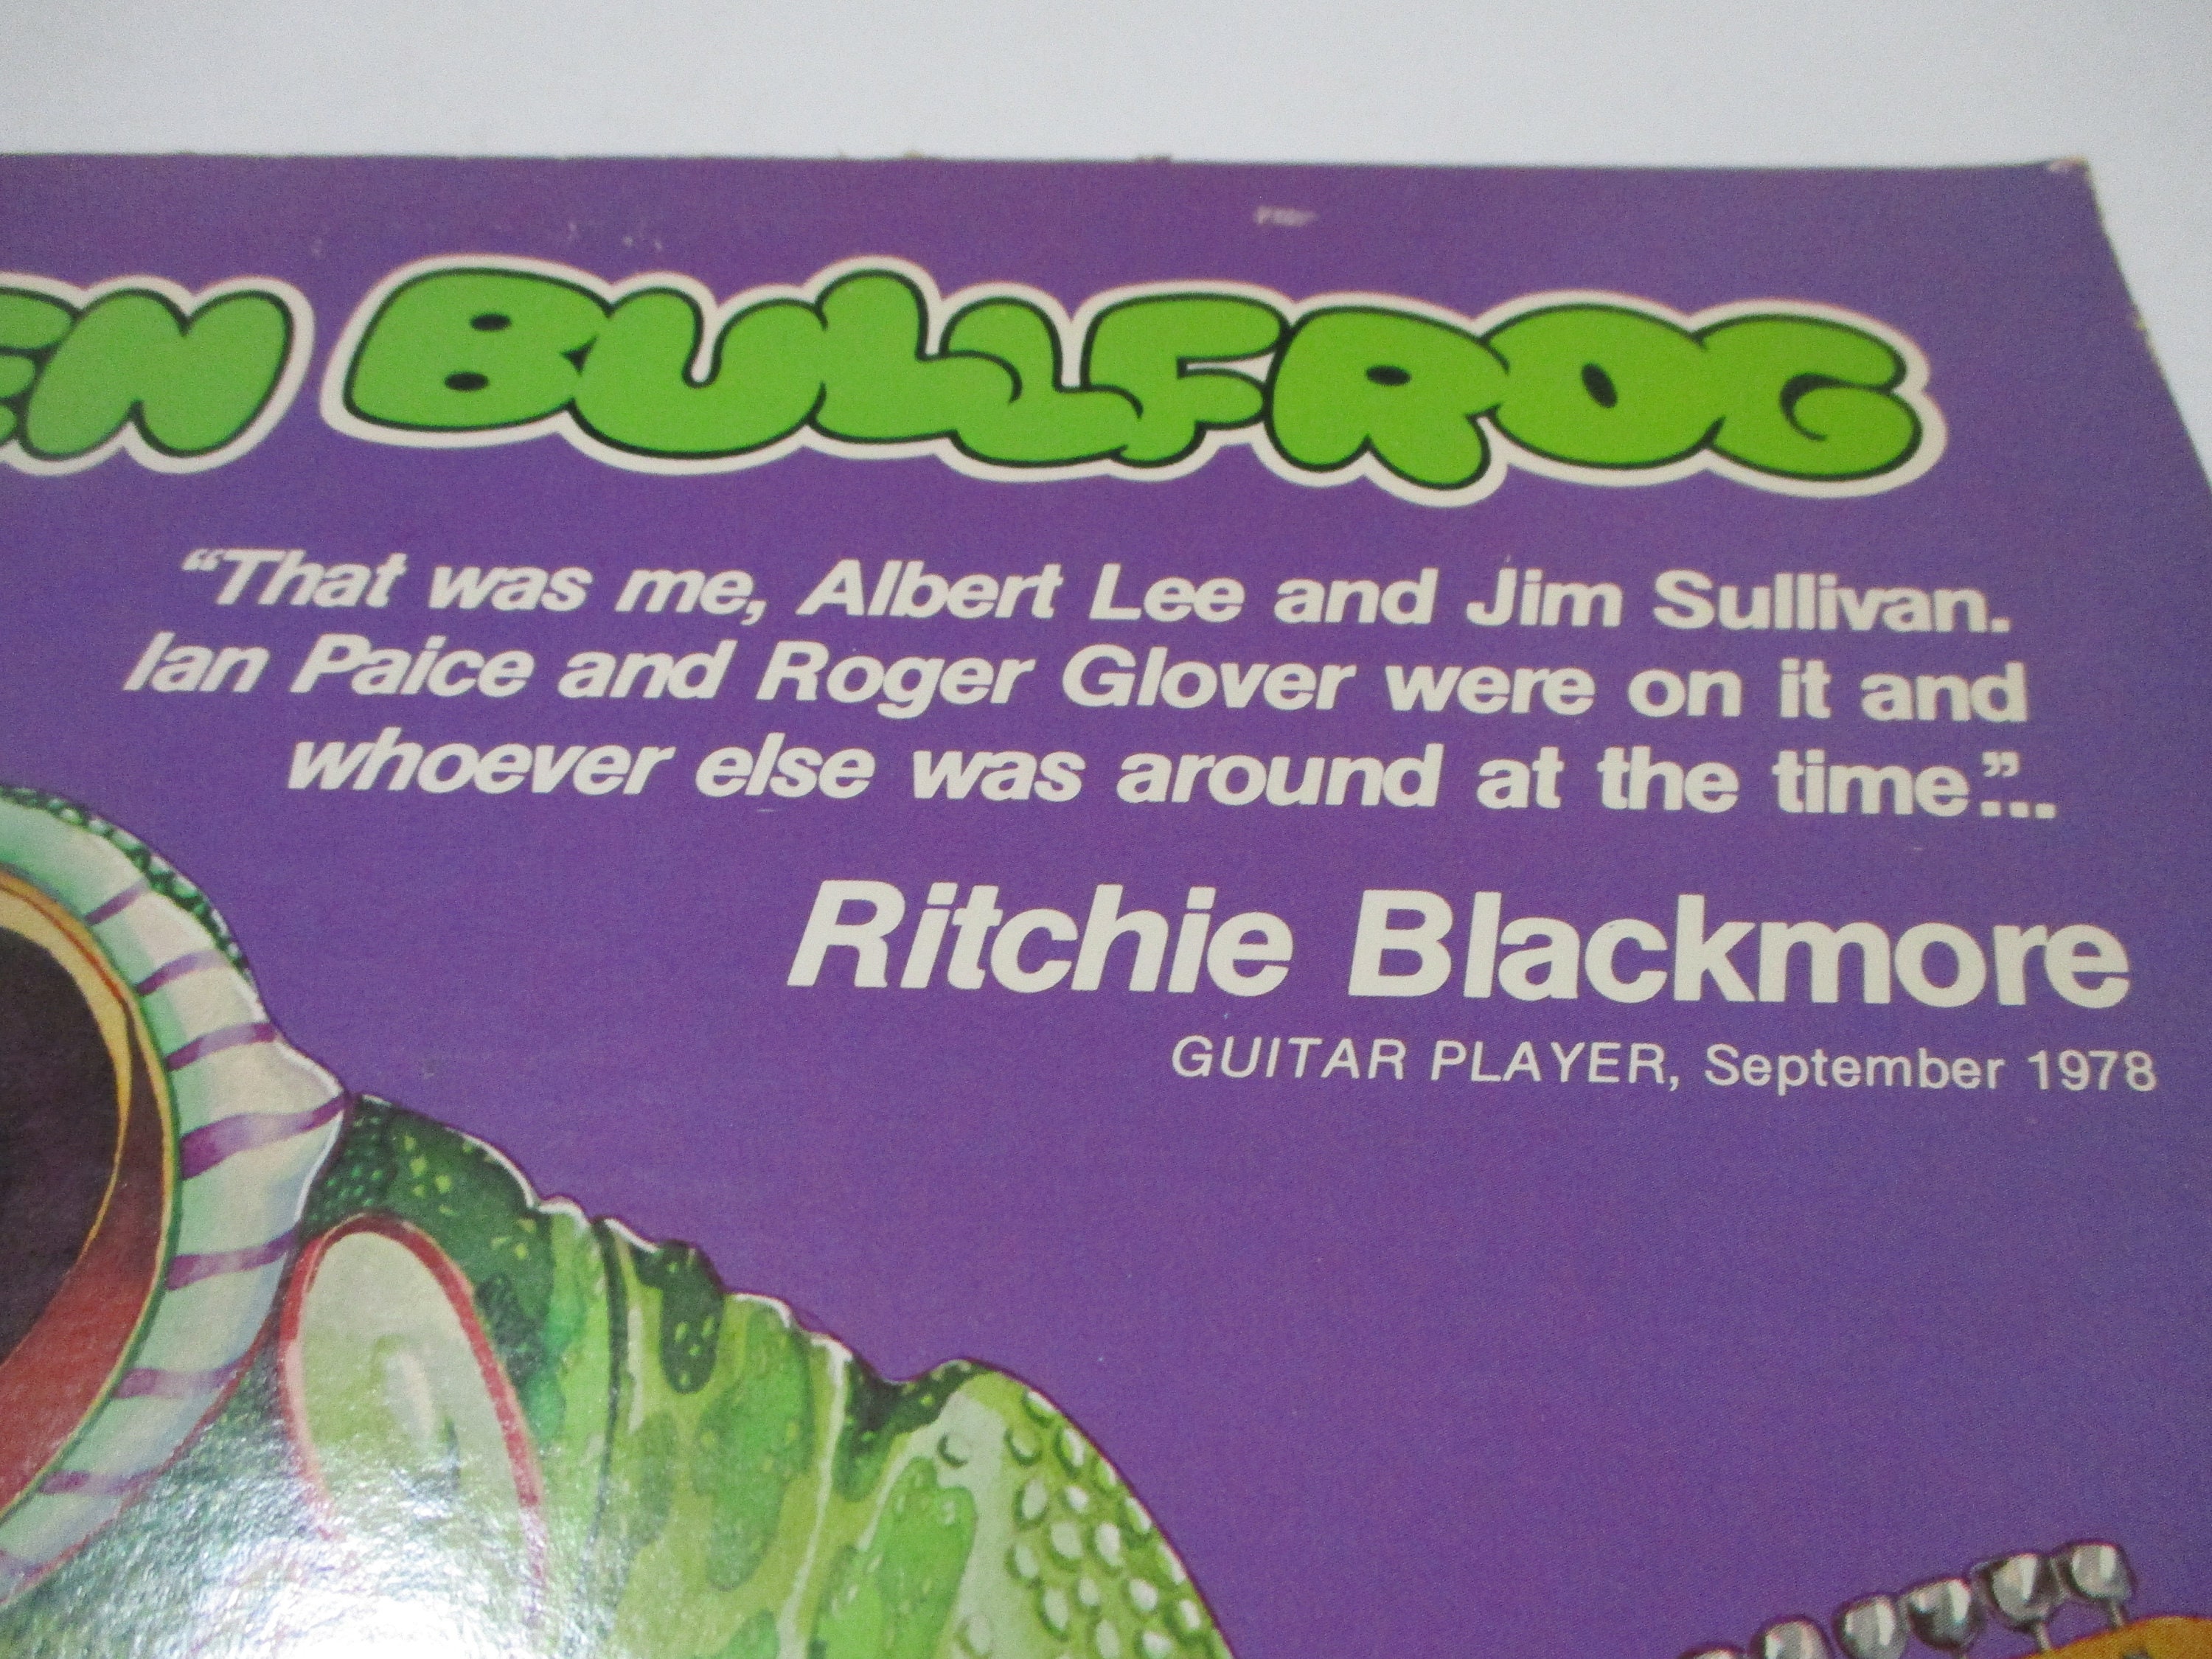 EN BULLFROG
“That was me, Albert Lee and Jim Sullivan.
Ian Paice and Roger Glover were on it and
whoever else was around at the time”...
Ritchie Blackmore
GUITAR PLAYER, September 1978